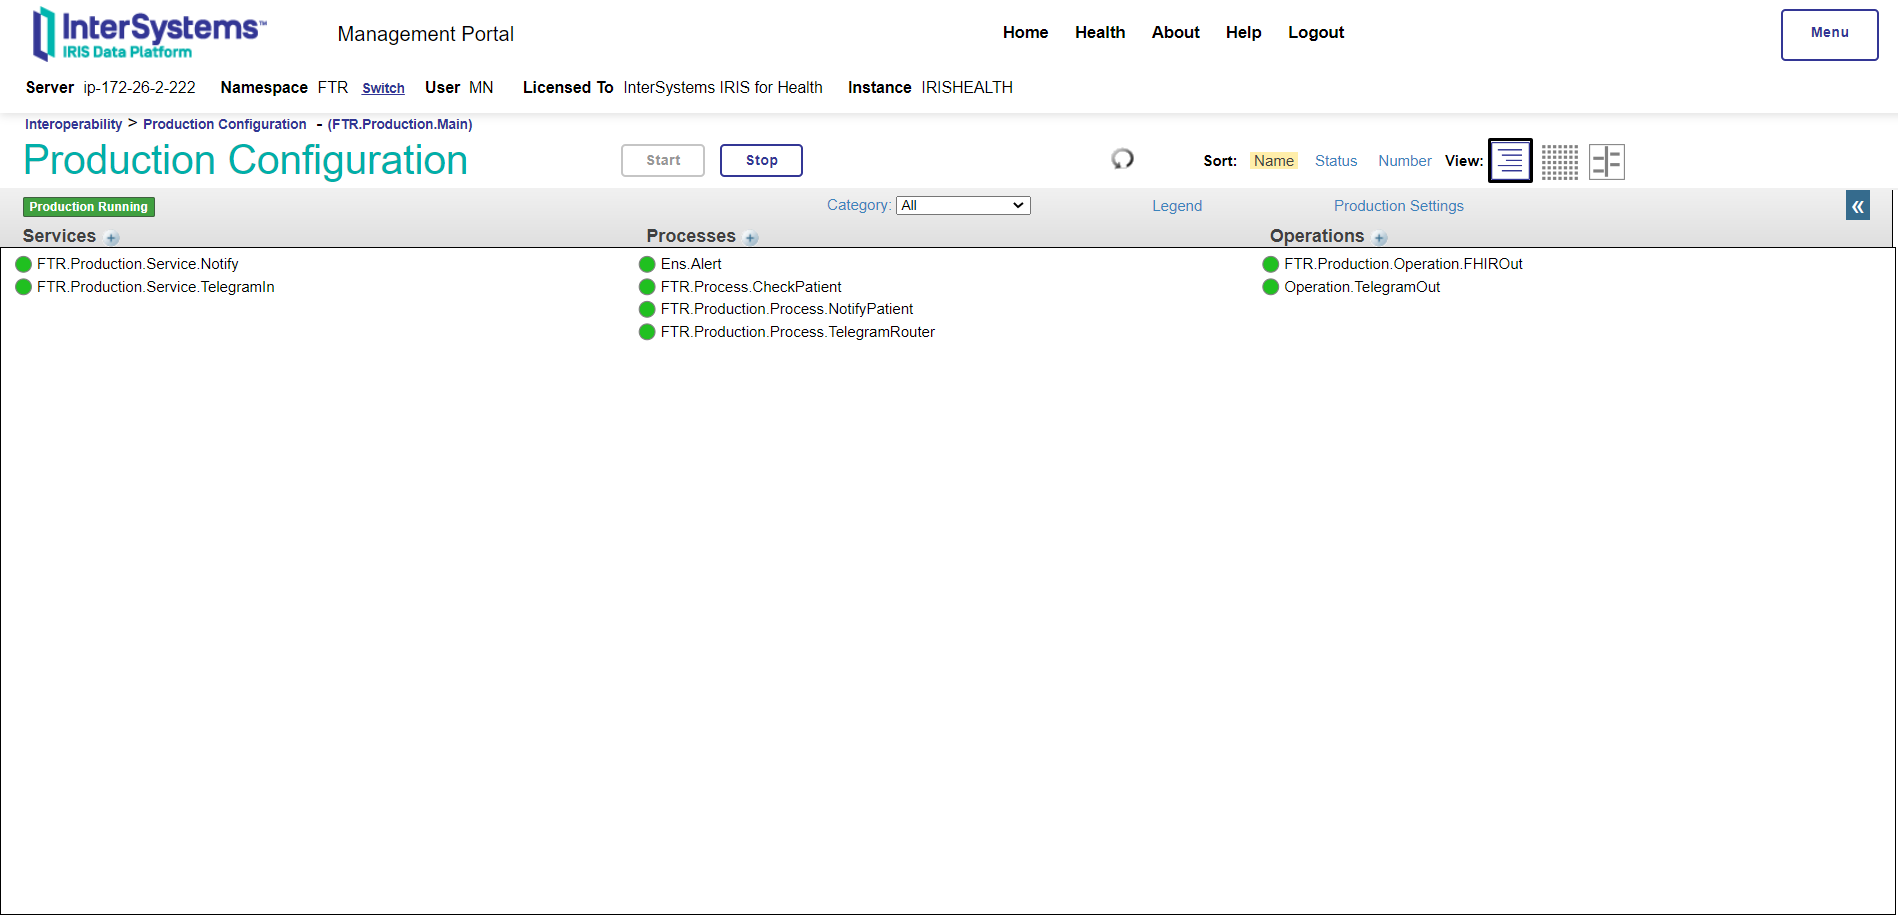 InterSystems™
IRIS Data Platform
Management Portal
Home Health About Help Logout
Menu
Server ip-172-26-2-222 Namespace FTR Switch User MN Licensed To InterSystems IRIS for Health Instance IRISHEALTH
Interoperability > Production Configuration - (FTR.Production.Main)
Production Configuration
Start Stop
Sort: Name Status Number View:
Production Running
Category: All
Legend
Production Settings
«
Services +
Processes +
Operations +
FTR.Production.Service.Notify
FTR.Production.Service.TelegramIn
Ens.Alert
FTR.Process.CheckPatient
FTR.Production.Process.NotifyPatient
FTR.Production.Process.TelegramRouter
FTR.Production.Operation.FHIROut
Operation.TelegramOut